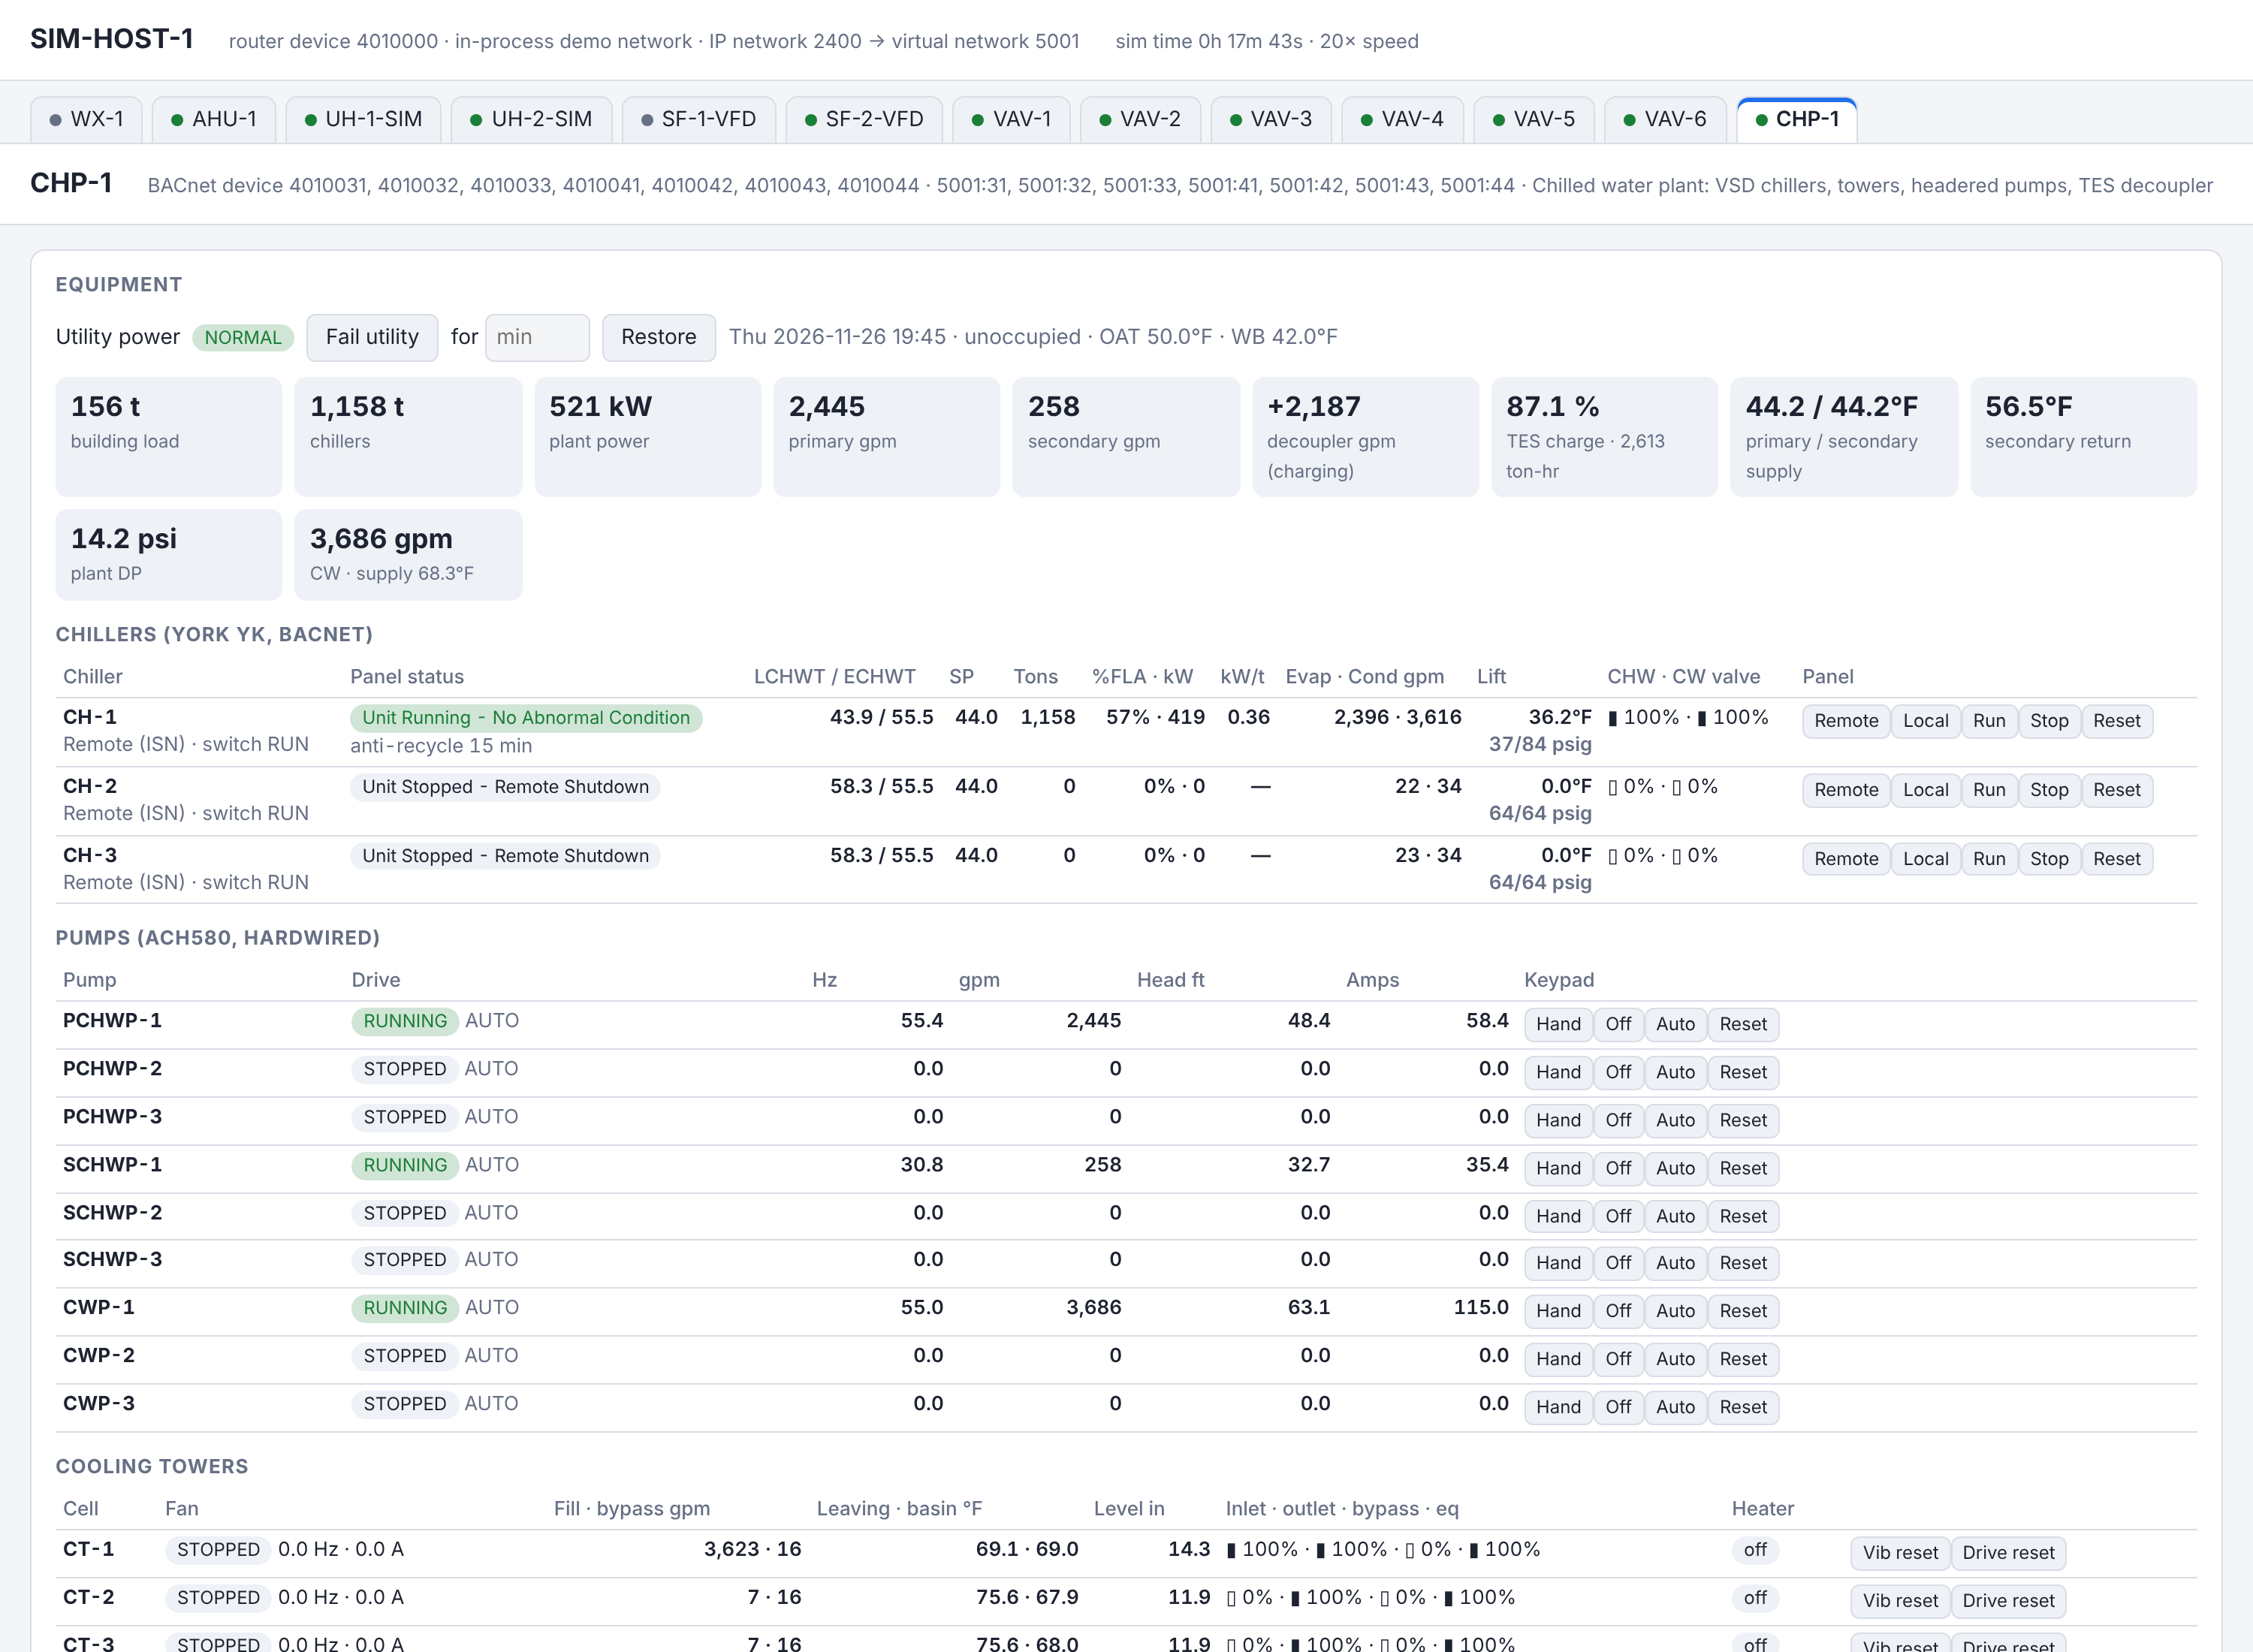 SIM-HOST-1 router device 4010000 · in-process demo network · IP network 2400 → virtual network 5001 sim time 0h 17m 43s · 20× speed
WX-1 AHU-1 UH-1-SIM UH-2-SIM SF-1-VFD SF-2-VFD VAV-1 VAV-2 VAV-3 VAV-4 VAV-5 VAV-6 CHP-1
CHP-1 BACnet device 4010031, 4010032, 4010033, 4010041, 4010042, 4010043, 4010044 · 5001:31, 5001:32, 5001:33, 5001:41, 5001:42, 5001:43, 5001:44 · Chilled water plant: VSD chillers, towers, headered pumps, TES decoupler
EQUIPMENT
Utility power NORMAL Fail utility for min Restore Thu 2026-11-26 19:45 · unoccupied · OAT 50.0°F · WB 42.0°F
156 t 1,158 t 521 kW 2,445 258 +2,187 87.1 % 44.2 / 44.2°F 56.5°F
building load chillers plant power primary gpm secondary gpm decoupler gpm TES charge · 2,613 primary / secondary secondary return
(charging) ton-hr supply
14.2 psi 3,686 gpm
plant DP CW · supply 68.3°F
CHILLERS (YORK YK, BACNET)
Chiller Panel status LCHWT / ECHWT SP Tons %FLA · kW kW/t Evap · Cond gpm Lift CHW · CW valve Panel
CH-1 Unit Running - No Abnormal Condition 43.9 / 55.5 44.0 1,158 57% · 419 0.36 2,396 · 3,616 36.2°F ▮ 100% · ▮ 100% Remote Local Run Stop Reset
Remote (ISN) · switch RUN anti-recycle 15 min 37/84 psig
CH-2 Unit Stopped - Remote Shutdown 58.3 / 55.5 44.0 0 0% · 0 — 22 · 34 0.0°F ▯ 0% · ▯ 0% Remote Local Run Stop Reset
Remote (ISN) · switch RUN 64/64 psig
CH-3 Unit Stopped - Remote Shutdown 58.3 / 55.5 44.0 0 0% · 0 — 23 · 34 0.0°F ▯ 0% · ▯ 0% Remote Local Run Stop Reset
Remote (ISN) · switch RUN 64/64 psig
PUMPS (ACH580, HARDWIRED)
Pump Drive Hz gpm Head ft Amps Keypad
PCHWP-1 RUNNING AUTO 55.4 2,445 48.4 58.4 Hand Off Auto Reset
PCHWP-2 STOPPED AUTO 0.0 0 0.0 0.0 Hand Off Auto Reset
PCHWP-3 STOPPED AUTO 0.0 0 0.0 0.0 Hand Off Auto Reset
SCHWP-1 RUNNING AUTO 30.8 258 32.7 35.4 Hand Off Auto Reset
SCHWP-2 STOPPED AUTO 0.0 0 0.0 0.0 Hand Off Auto Reset
SCHWP-3 STOPPED AUTO 0.0 0 0.0 0.0 Hand Off Auto Reset
CWP-1 RUNNING AUTO 55.0 3,686 63.1 115.0 Hand Off Auto Reset
CWP-2 STOPPED AUTO 0.0 0 0.0 0.0 Hand Off Auto Reset
CWP-3 STOPPED AUTO 0.0 0 0.0 0.0 Hand Off Auto Reset
COOLING TOWERS
Cell Fan Fill · bypass gpm Leaving · basin °F Level in Inlet · outlet · bypass · eq Heater
CT-1 STOPPED 0.0 Hz · 0.0 A 3,623 · 16 69.1 · 69.0 14.3 ▮ 100% · ▮ 100% · ▯ 0% · ▮ 100% off Vib reset Drive reset
CT-2 STOPPED 0.0 Hz · 0.0 A 7 · 16 75.6 · 67.9 11.9 ▯ 0% · ▮ 100% · ▯ 0% · ▮ 100% off Vib reset Drive reset
CT-3 STOPPED 0.0 Hz · 0.0 A 7 · 16 75.6 · 68.0 11.9 ▯ 0% · ▮ 100% · ▯ 0% · ▮ 100% off Vib reset Drive reset